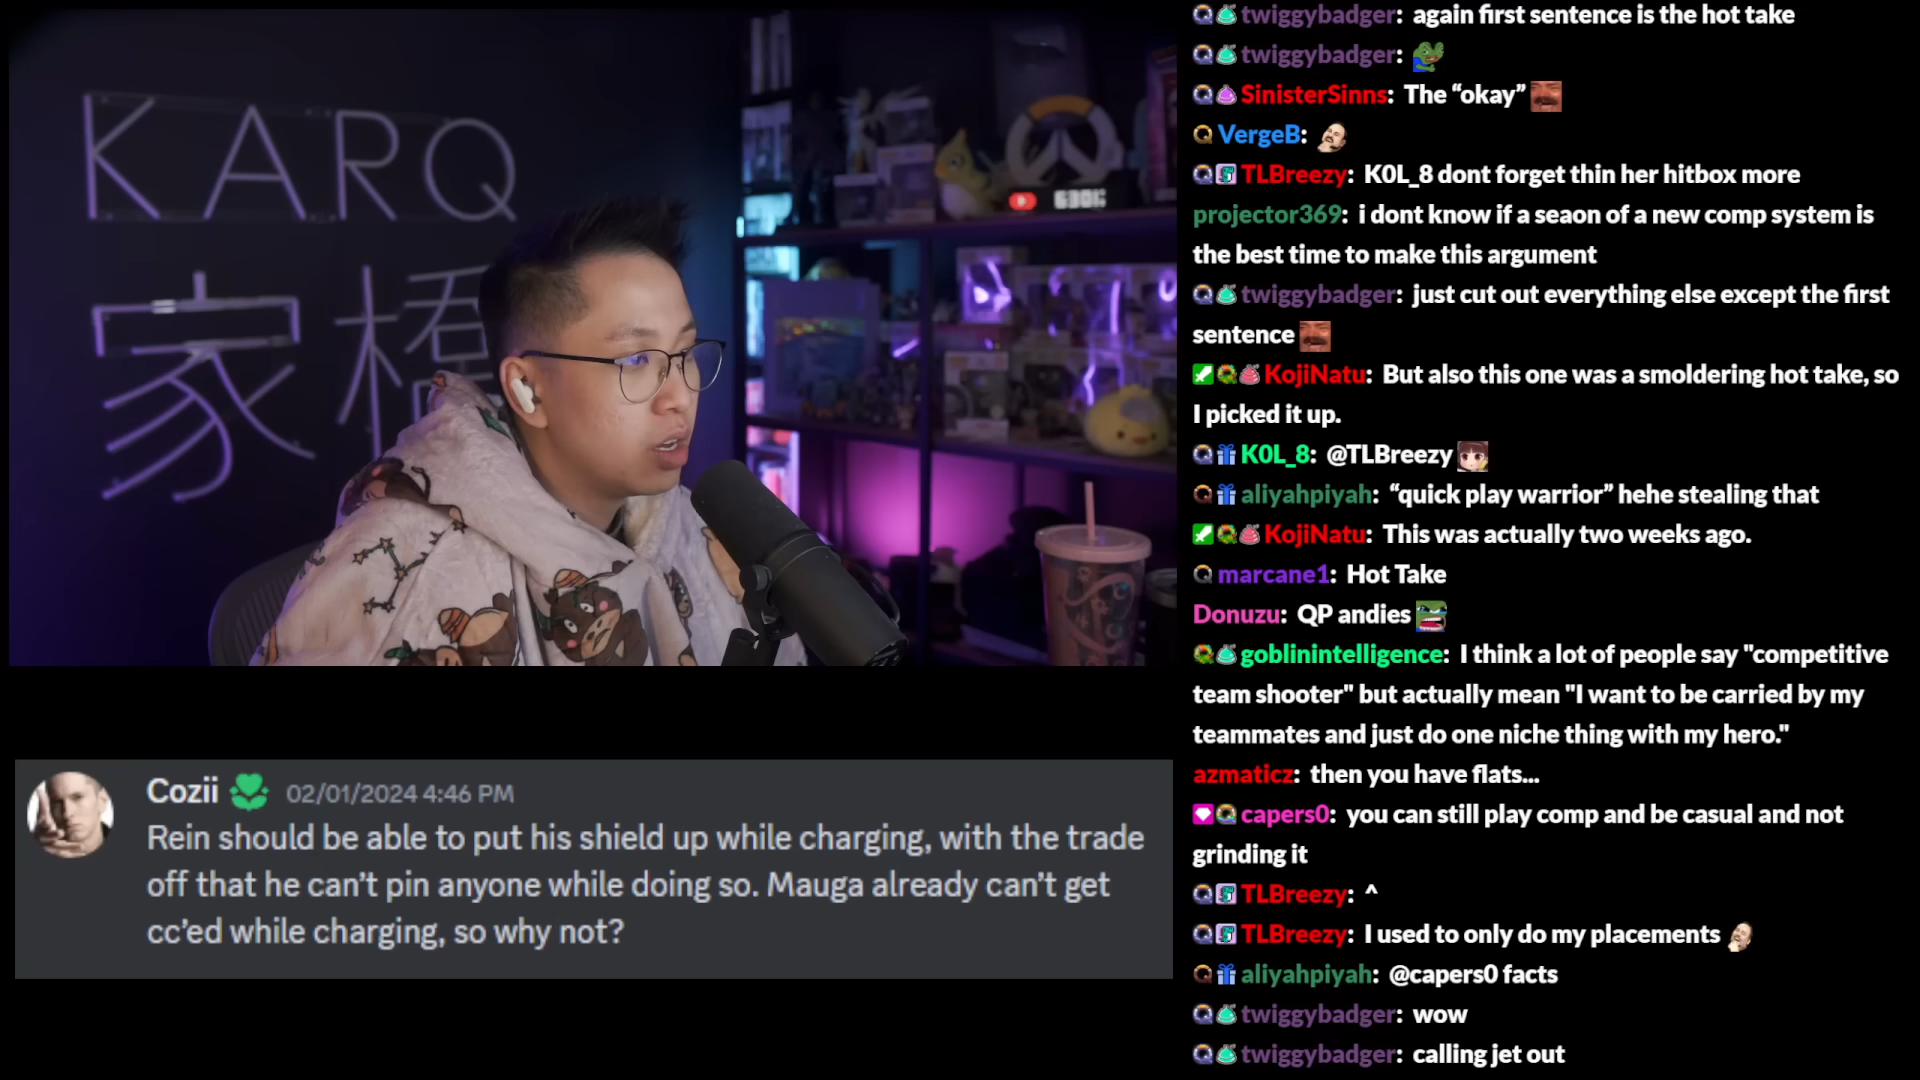 KARQ
家橋
630K
Cozii 02/01/2024 4:46 PM
Rein should be able to put his shield up while charging, with the trade
off that he can't pin anyone while doing so. Mauga already can't get
cc'ed while charging, so why not?
twiggybadger: again first sentence is the hot take
twiggybadger:
SinisterSinns: The “okay”
VergeB:
TLBreezy: K0L_8 dont forget thin her hitbox more
projector369: i dont know if a seaon of a new comp system is
the best time to make this argument
twiggybadger: just cut out everything else except the first
sentence
KojiNatu: But also this one was a smoldering hot take, so
I picked it up.
K0L_8: @TLBreezy
aliyahpiyah: “quick play warrior” hehe stealing that
KojiNatu: This was actually two weeks ago.
marcane1: Hot Take
Donuzu: QP andies
goblinintelligence: I think a lot of people say "competitive
team shooter" but actually mean "I want to be carried by my
teammates and just do one niche thing with my hero."
azmaticz: then you have flats...
capers0: you can still play comp and be casual and not
grinding it
TLBreezy: ^
TLBreezy: I used to only do my placements
aliyahpiyah: @capers0 facts
twiggybadger: wow
twiggybadger: calling jet out